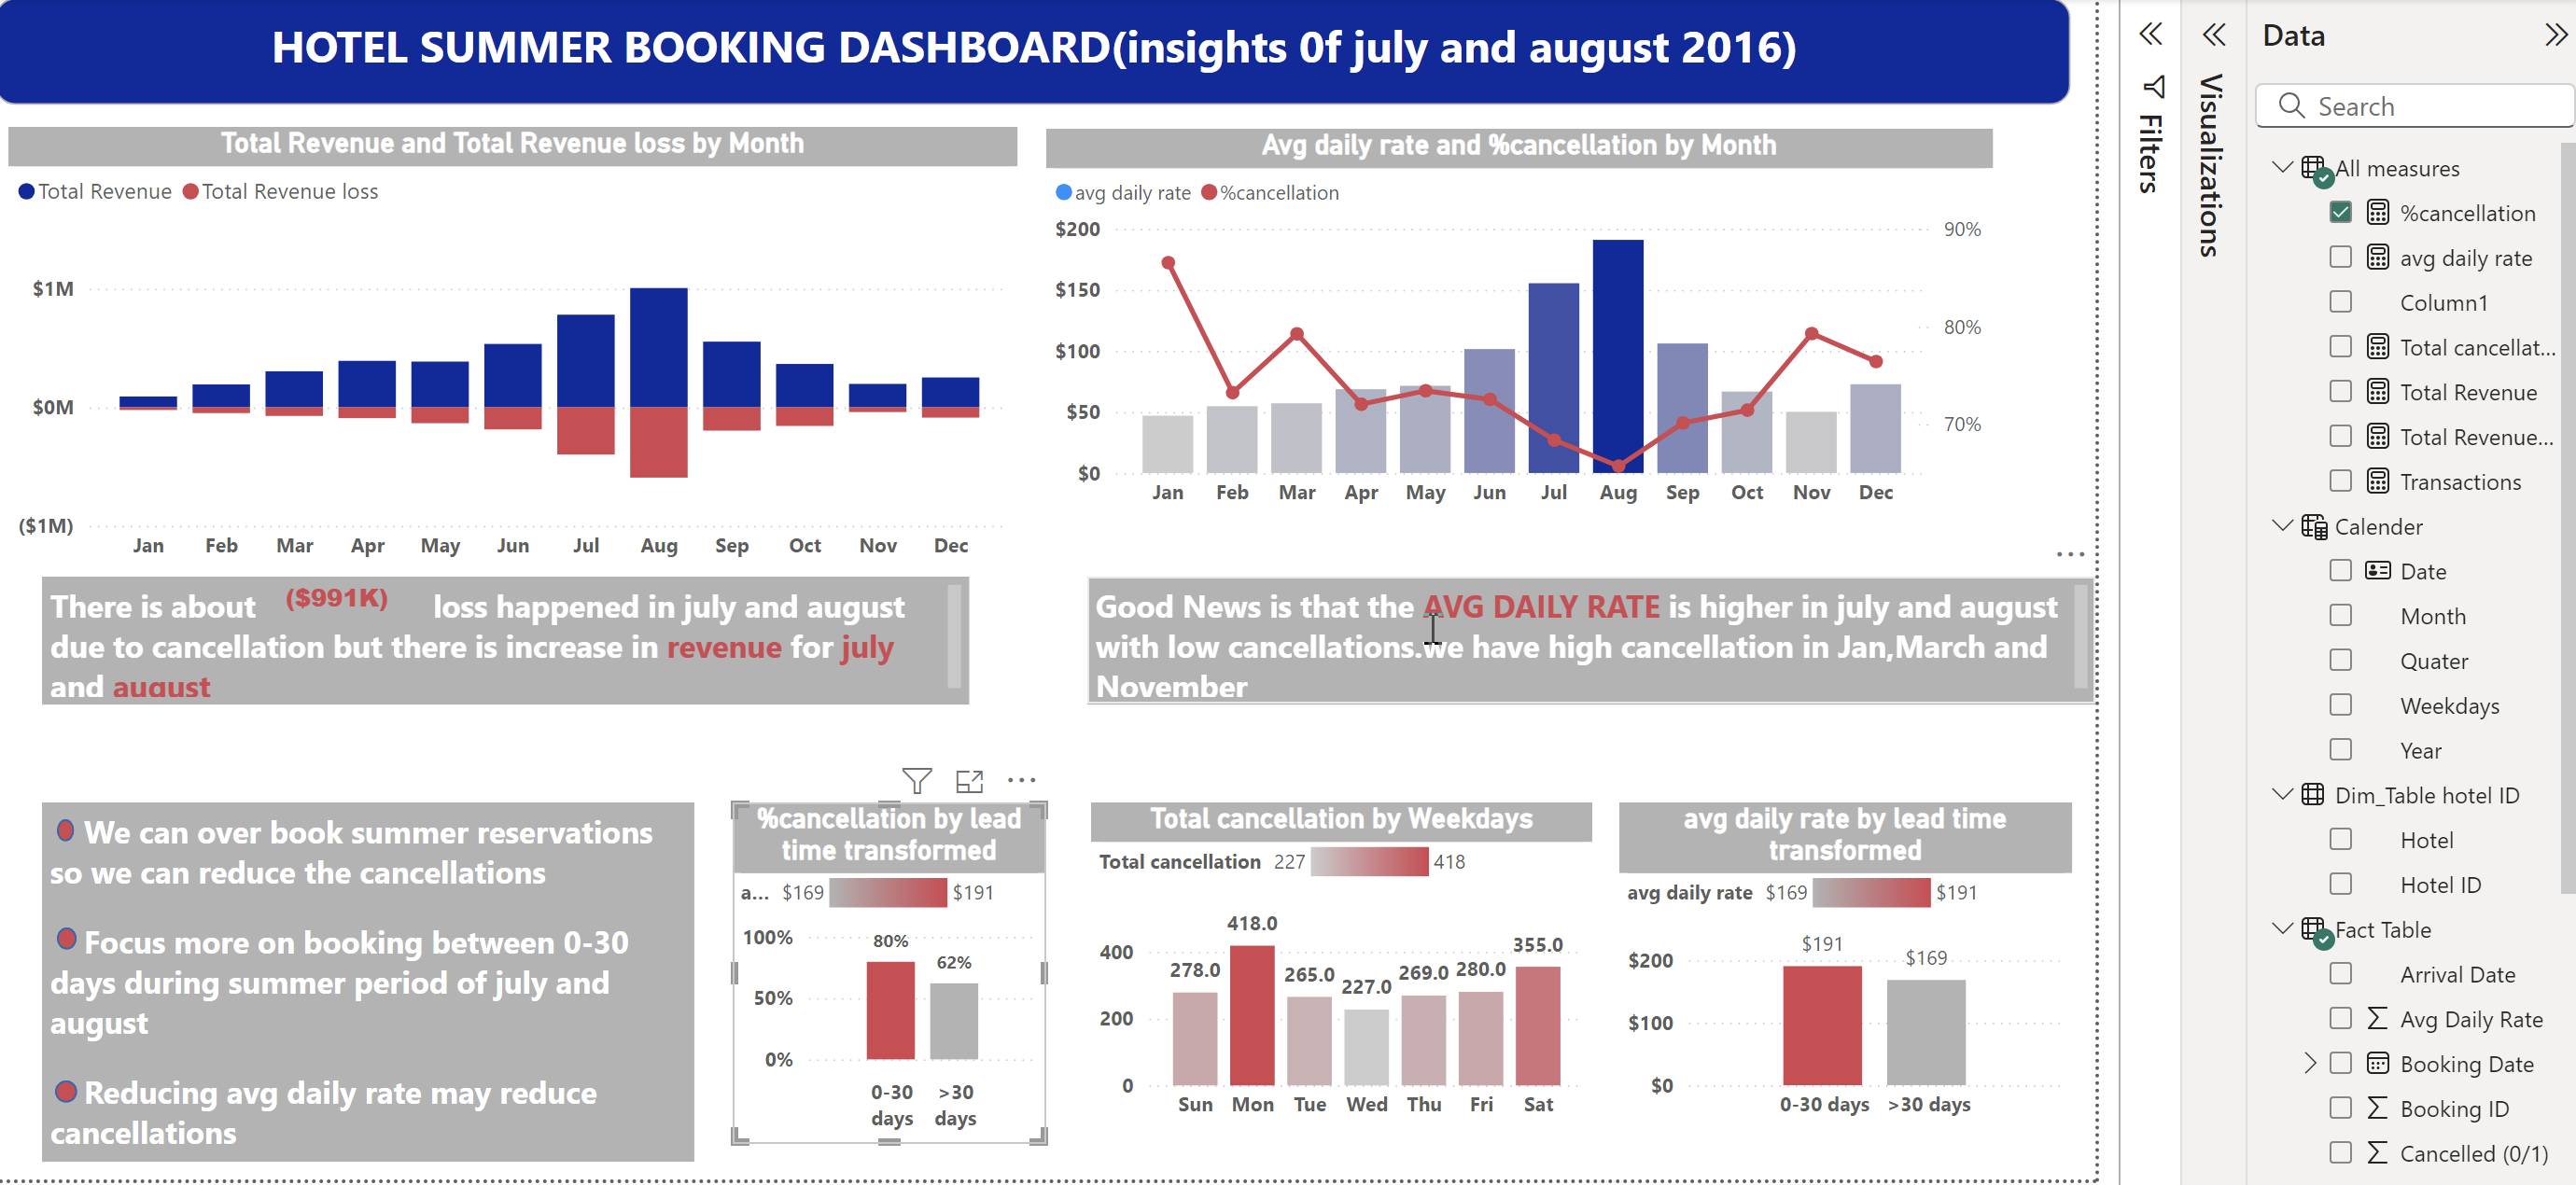 HOTEL SUMMER BOOKING DASHBOARD(insights 0f july and august 2016)
Total Revenue and Total Revenue loss by Month
Total Revenue Total Revenue loss
$1M
$0M
($1M)
Jan Feb Mar Apr May Jun Jul Aug Sep Oct Nov Dec
Avg daily rate and %cancellation by Month
avg daily rate %cancellation
$200 90%
$150
80%
$100
$50 70%
$0
Jan Feb Mar Apr May Jun Jul Aug Sep Oct Nov Dec
There is about ($991K) loss happened in july and august
due to cancellation but there is increase in revenue for july
and august
Good News is that the AVG DAILY RATE is higher in july and august
with low cancellations.we have high cancellation in Jan,March and
November
We can over book summer reservations
so we can reduce the cancellations
Focus more on booking between 0-30
days during summer period of july and
august
Reducing avg daily rate may reduce
cancellations
%cancellation by lead
time transformed
a... $169 $191
100%
80%
62%
50%
0%
0-30 >30
days days
Total cancellation by Weekdays
Total cancellation 227 418
400
200
0
278.0 418.0 265.0 227.0 269.0 280.0 355.0
Sun Mon Tue Wed Thu Fri Sat
avg daily rate by lead time
transformed
avg daily rate $169 $191
$191
$169
$200
$100
$0
0-30 days >30 days
Filters
Visualizations
Data
Search
All measures
%cancellation
avg daily rate
Column1
Total cancellat...
Total Revenue
Total Revenue...
Transactions
Calender
Date
Month
Quater
Weekdays
Year
Dim_Table hotel ID
Hotel
Hotel ID
Fact Table
Arrival Date
Avg Daily Rate
Booking Date
Booking ID
Cancelled (0/1)